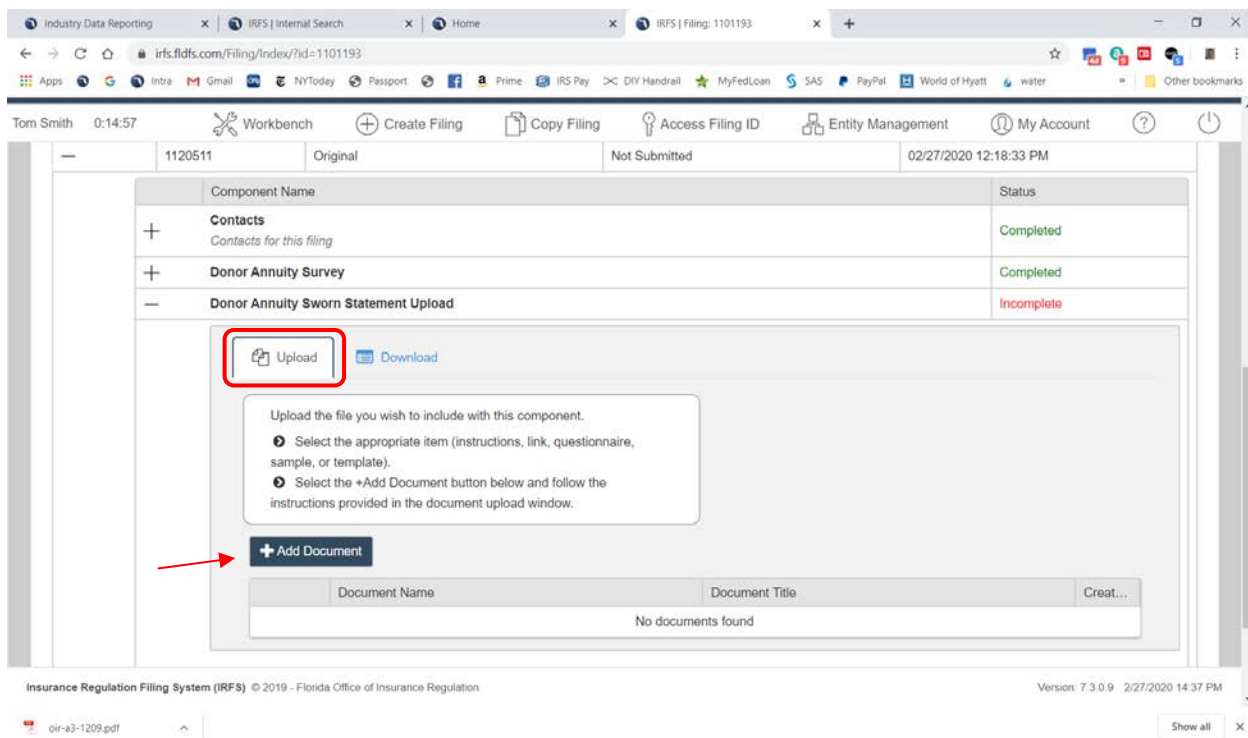 Industry Data Reporting × IRFS | Internal Search × Home × IRFS | Filing: 1101193 ×
irfs.fldfs.com/Filing/Index/?id=1101193
Apps Intra Gmail NYToday Passport Prime IRS Pay DIY Handrail MyFedLoan SAS PayPal World of Hyatt water » Other bookmarks
Tom Smith 0:14:57 Workbench Create Filing Copy Filing Access Filing ID Entity Management My Account
1120511 Original Not Submitted 02/27/2020 12:18:33 PM
Component Name Status
Contacts
Contacts for this filing
Completed
Donor Annuity Survey Completed
Donor Annuity Sworn Statement Upload Incomplete
Upload Download
Upload the file you wish to include with this component.
Select the appropriate item (instructions, link, questionnaire,
sample, or template).
Select the +Add Document button below and follow the
instructions provided in the document upload window.
+ Add Document
Document Name Document Title Creat...
No documents found
Insurance Regulation Filing System (IRFS) © 2019 - Florida Office of Insurance Regulation Version: 7.3.0.9 2/27/2020 14:37 PM
oir-a3-1209.pdf Show all